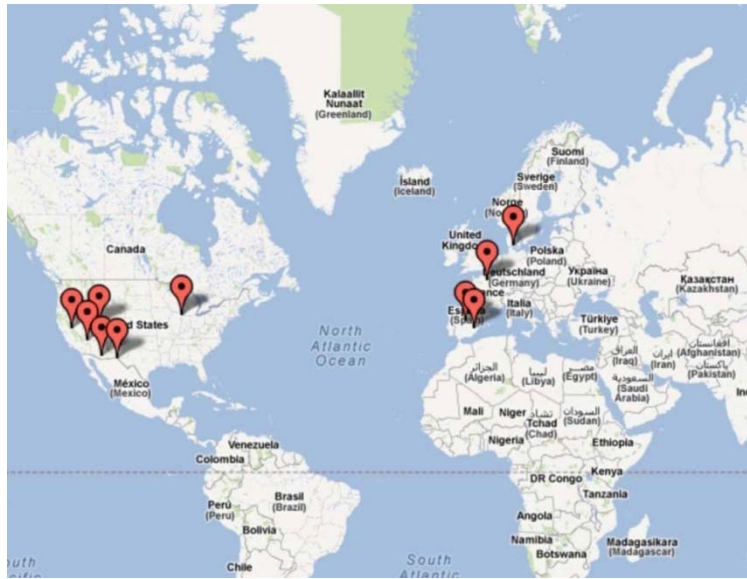 Kalaallit
Nunaat
(Greenland)
Ísland
(Iceland)
Suomi
(Finland)
Sverige
(Sweden)
Norge
United
Polska
(Poland)
Deutschland
(Germany)
Україна
(Ukraine)
Қазақстан
(Kazakhstan)
Canada
Italia
(Italy)
Türkiye
(Turkey)
North
Atlantic
Ocean
México
(Mexico)
الجزائر
(Algeria)
ليبيا
(Libya)
مصر
(Egypt)
العراق
(Iraq)
ایران
(Iran)
افغانستان
(Afghanistan)
پاکستان
(Pakistan)
السعودية
(Saudi
Arabia)
Mali
Niger
تشاد
Tchad
(Chad)
السودان
(Sudan)
Nigeria
Ethiopia
Venezuela
Colombia
DR Congo
Kenya
Tanzania
Perú
(Peru)
Brasil
(Brazil)
Bolivia
Angola
Namibia
Botswana
Madagasikara
(Madagascar)
Chile
South
Atlantic